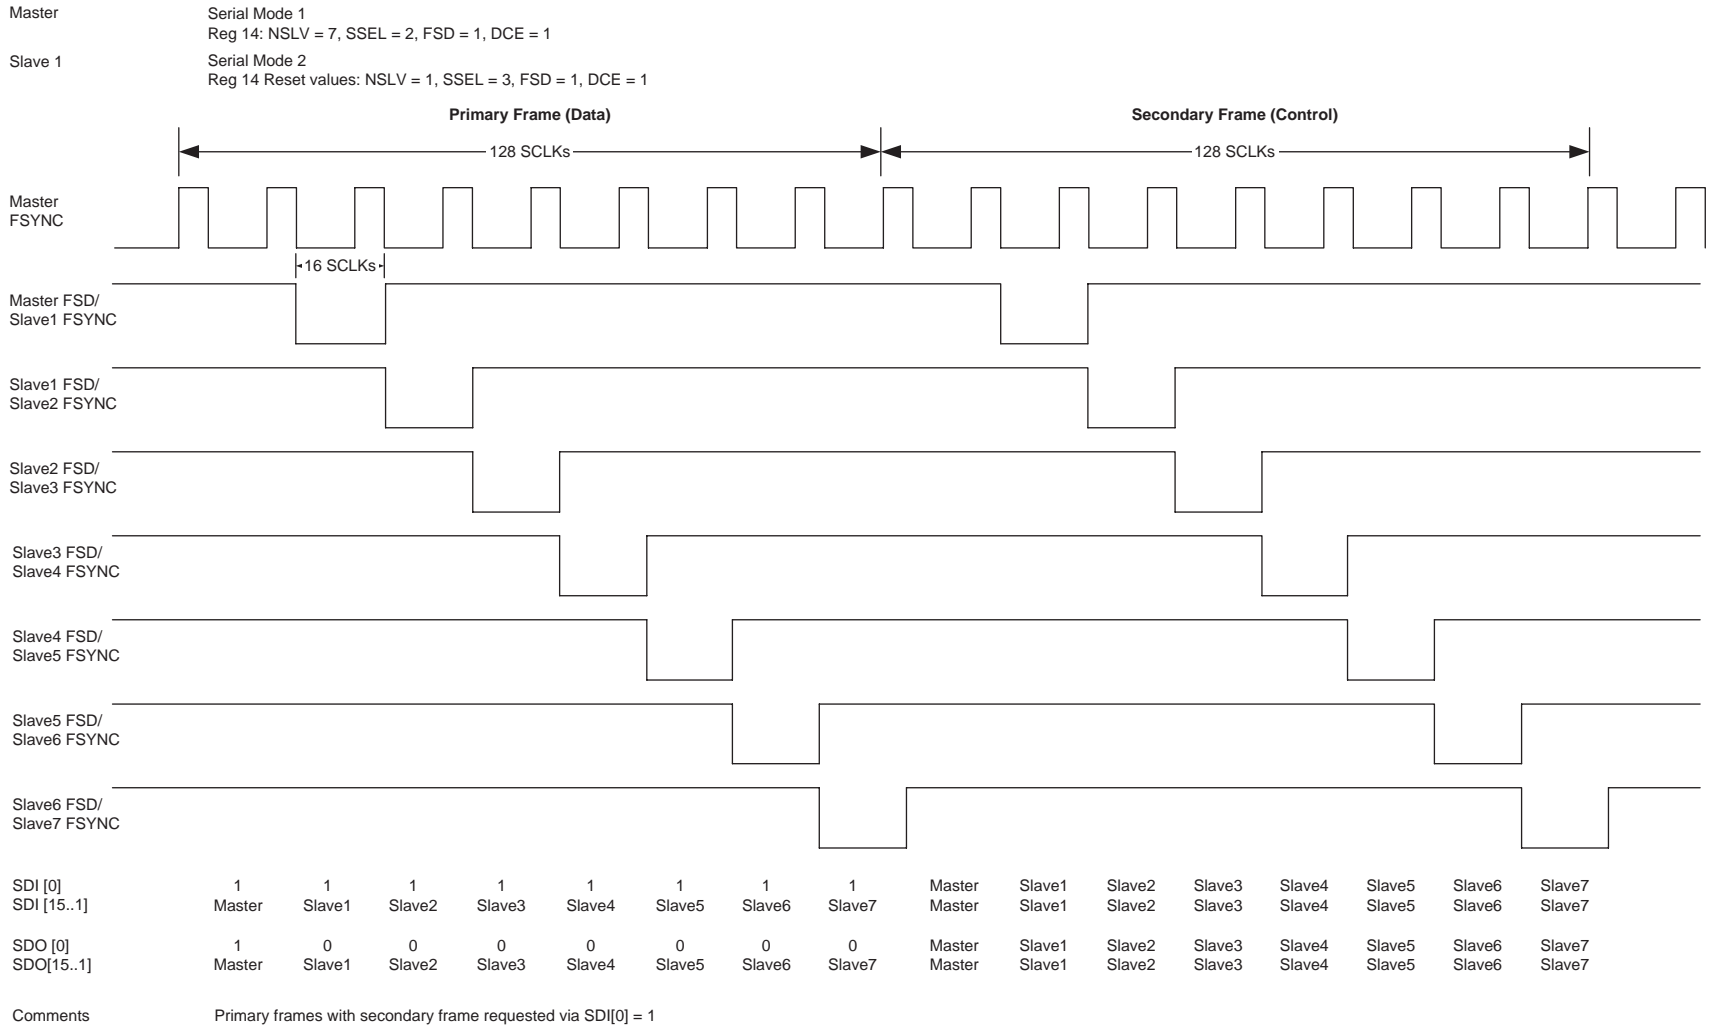 Master Serial Mode 1
Reg 14: NSLV = 7, SSEL = 2, FSD = 1, DCE = 1
Slave 1 Serial Mode 2
Reg 14 Reset values: NSLV = 1, SSEL = 3, FSD = 1, DCE = 1
Primary Frame (Data) Secondary Frame (Control)
128 SCLKs 128 SCLKs
Master
FSYNC
16 SCLKs
Master FSD/
Slave1 FSYNC
Slave1 FSD/
Slave2 FSYNC
Slave2 FSD/
Slave3 FSYNC
Slave3 FSD/
Slave4 FSYNC
Slave4 FSD/
Slave5 FSYNC
Slave5 FSD/
Slave6 FSYNC
Slave6 FSD/
Slave7 FSYNC
SDI [0] 1 1 1 1 1 1 1 1 Master Slave1 Slave2 Slave3 Slave4 Slave5 Slave6 Slave7
SDI [15..1] Master Slave1 Slave2 Slave3 Slave4 Slave5 Slave6 Slave7 Master Slave1 Slave2 Slave3 Slave4 Slave5 Slave6 Slave7
SDO [0] 1 0 0 0 0 0 0 0 Master Slave1 Slave2 Slave3 Slave4 Slave5 Slave6 Slave7
SDO[15..1] Master Slave1 Slave2 Slave3 Slave4 Slave5 Slave6 Slave7 Master Slave1 Slave2 Slave3 Slave4 Slave5 Slave6 Slave7
Comments Primary frames with secondary frame requested via SDI[0] = 1